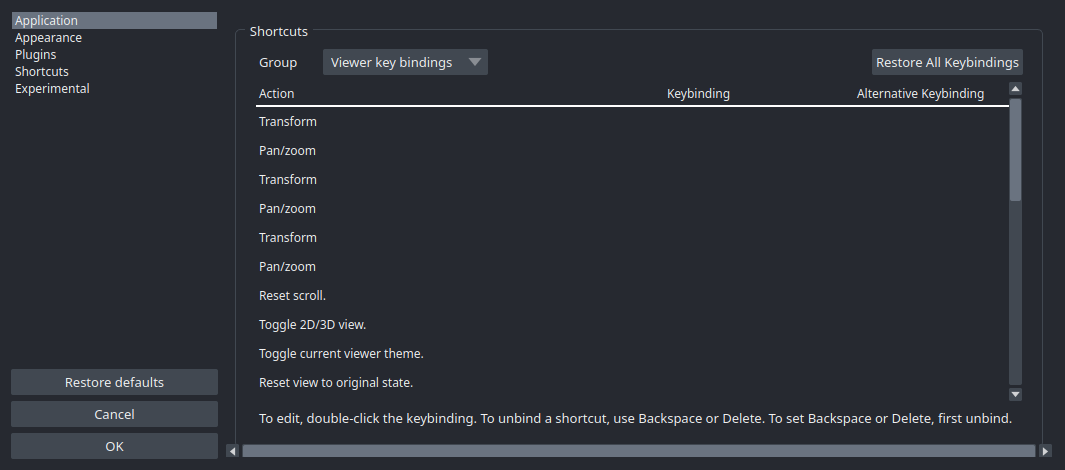 Application
Appearance
Plugins
Shortcuts
Experimental
Restore defaults
Cancel
OK
Shortcuts
Group
Viewer key bindings
Restore All Keybindings
Action Keybinding Alternative Keybinding
Transform
Pan/zoom
Transform
Pan/zoom
Transform
Pan/zoom
Reset scroll.
Toggle 2D/3D view.
Toggle current viewer theme.
Reset view to original state.
To edit, double-click the keybinding. To unbind a shortcut, use Backspace or Delete. To set Backspace or Delete, first unbind.